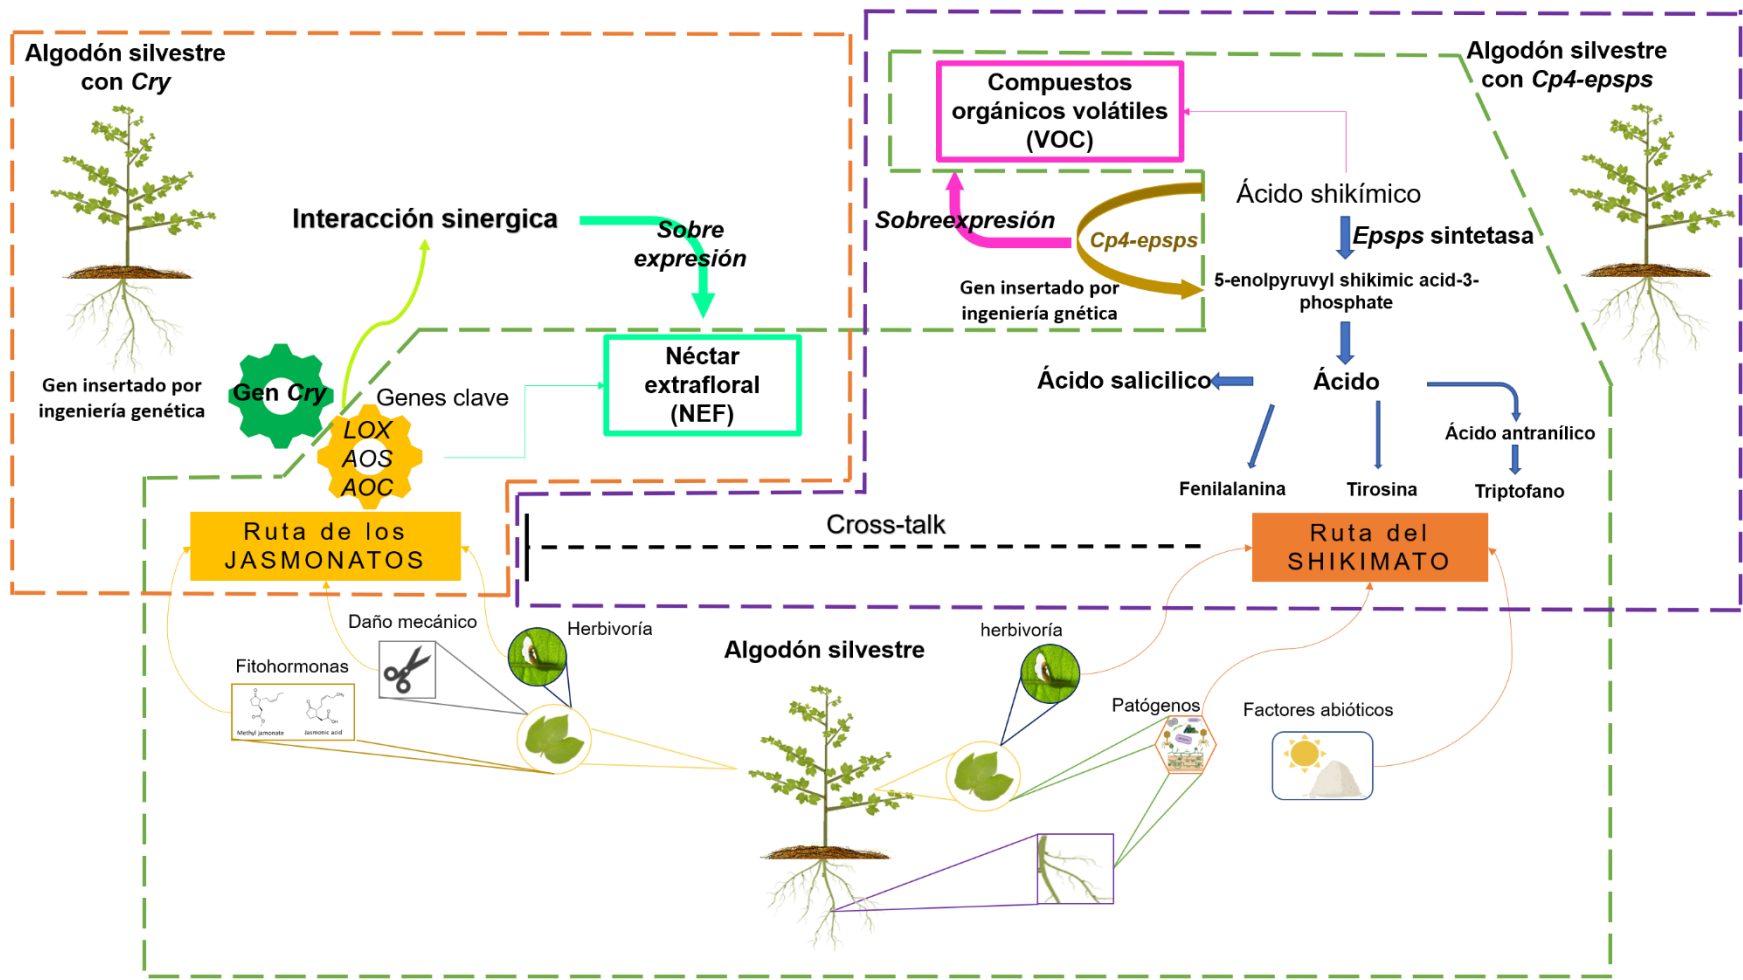 Algodón silvestre
con Cry
Interacción sinergica
Sobre
expresión
Gen insertado por
ingeniería genética
Gen Cry
Genes clave
LOX
AOS
AOC
Néctar
extrafloral
(NEF)
Ruta de los
JASMONATOS
Compuestos
orgánicos volátiles
(VOC)
Algodón silvestre
con Cp4-epsps
Ácido shikímico
Sobreexpresión
Cp4-epsps
Epsps sintetasa
Gen insertado por
ingeniería gnética
5-enolpyruvyl shikimic acid-3-
phosphate
Ácido salicilico
Ácido
Ácido antranílico
Fenilalanina
Tirosina
Triptofano
Cross-talk
Ruta del
SHIKIMATO
Daño mecánico
Herbivoría
Fitohormonas
Methyl jamonate
Jasmonic acid
Algodón silvestre
herbivoría
Patógenos
Factores abióticos